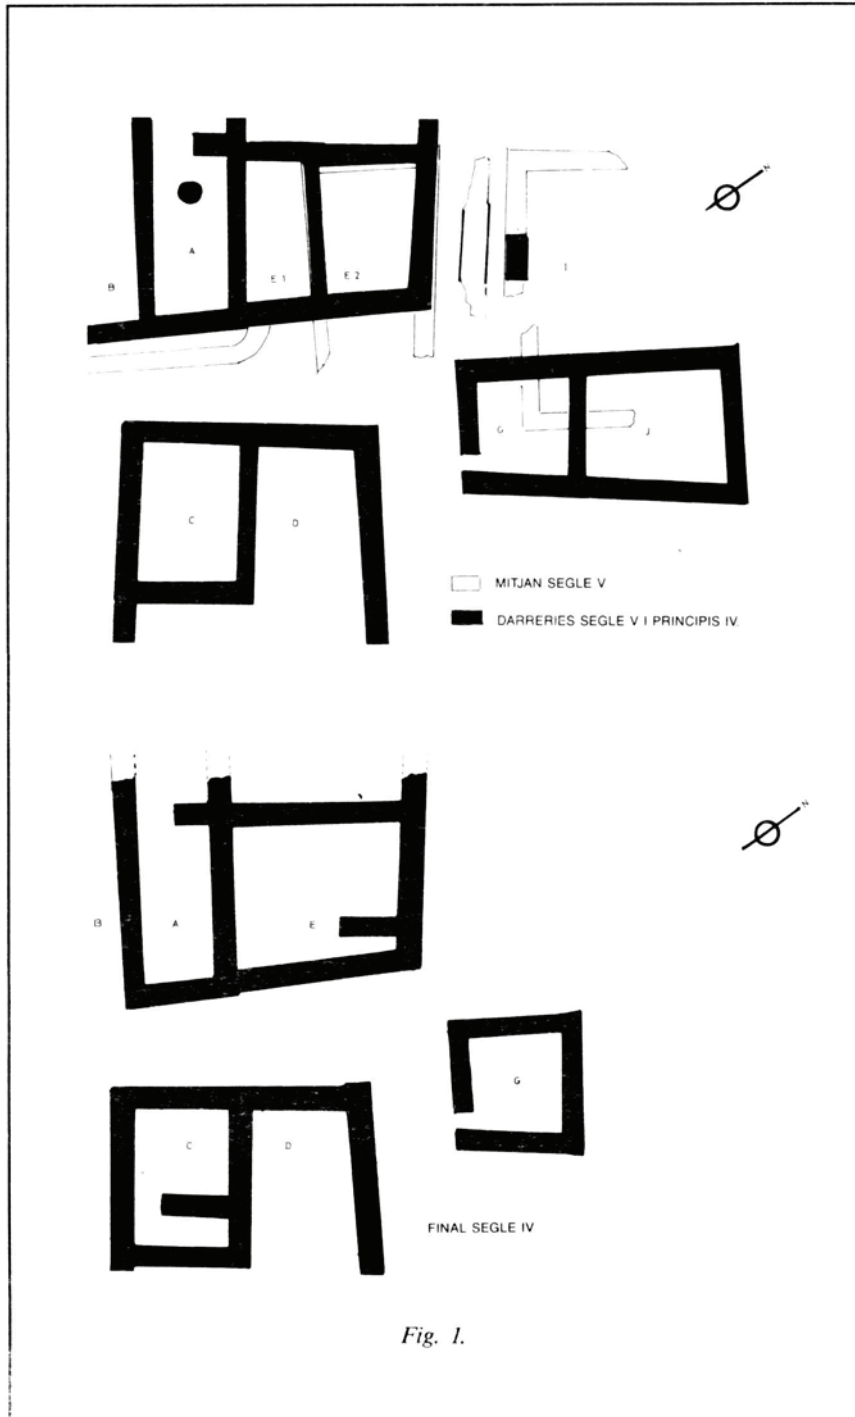 N
A
B
E 1
E 2
I
G
J
C
D
MITJAN SEGLE V
DARRERIES SEGLE V I PRINCIPIS IV.
N
B
A
E
G
C
D
FINAL SEGLE IV
Fig. 1.